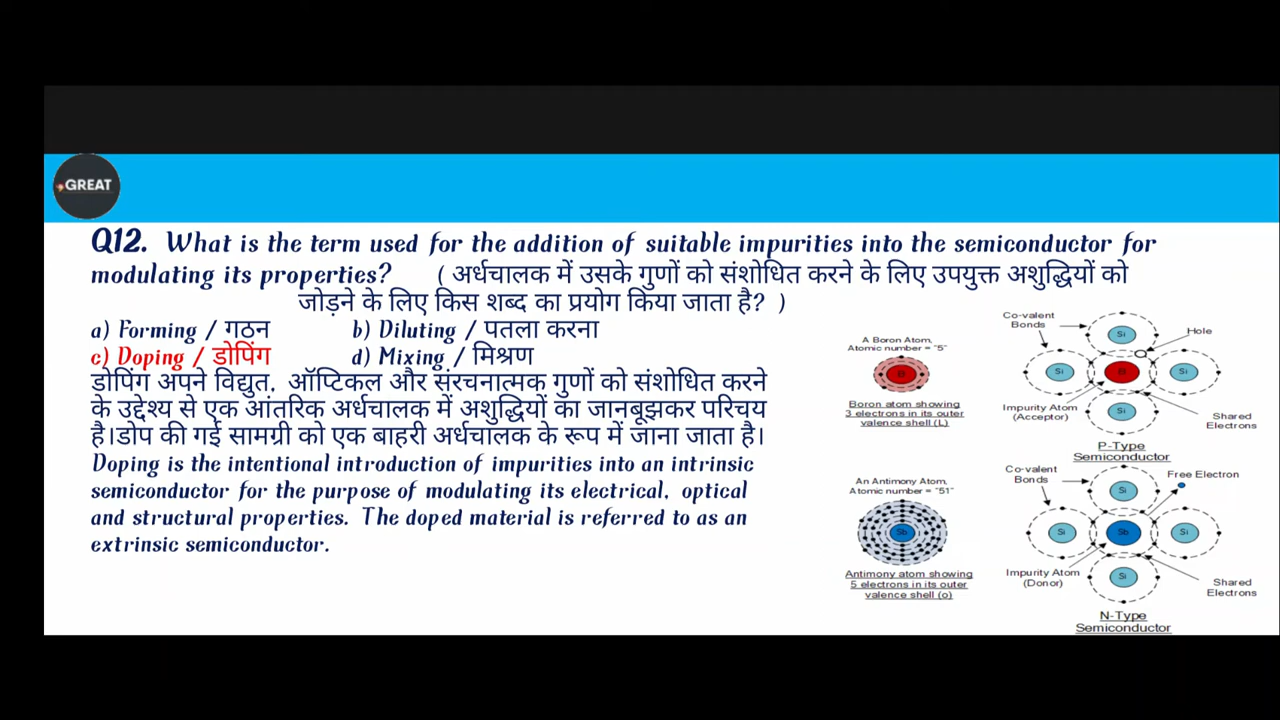 GREAT
Q12. What is the term used for the addition of suitable impurities into the semiconductor for
modulating its properties? ( अर्धचालक में उसके गुणों को संशोधित करने के लिए उपयुक्त अशुद्धियों को
जोड़ने के लिए किस शब्द का प्रयोग किया जाता है? )
a) Forming / गठन b) Diluting / पतला करना
c) Doping / डोपिंग d) Mixing / मिश्रण
डोपिंग अपने विद्युत, ऑप्टिकल और संरचनात्मक गुणों को संशोधित करने
के उद्देश्य से एक आंतरिक अर्धचालक में अशुद्धियों का जानबूझकर परिचय
है।डोप की गई सामग्री को एक बाहरी अर्धचालक के रूप में जाना जाता है।
Doping is the intentional introduction of impurities into an intrinsic
semiconductor for the purpose of modulating its electrical, optical
and structural properties. The doped material is referred to as an
extrinsic semiconductor.
A Boron Atom,
Atomic number = "5"
B
Boron atom showing
3 electrons in its outer
valence shell (L)
Co-valent
Bonds
Si
Hole
Si
B
Si
Impurity Atom
(Acceptor)
Si
Shared
Electrons
P-Type
Semiconductor
An Antimony Atom,
Atomic number = "51"
Sb
Antimony atom showing
5 electrons in its outer
valence shell (o)
Co-valent
Bonds
Si
Free Electron
Si
Sb
Si
Impurity Atom
(Donor)
Si
Shared
Electrons
N-Type
Semiconductor